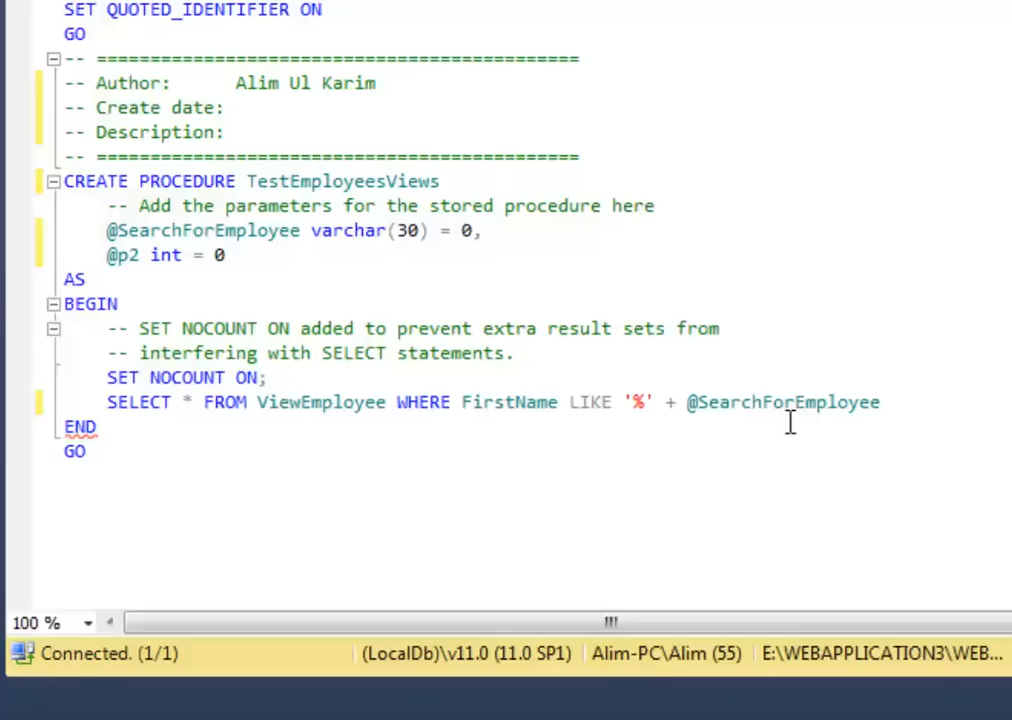 SET QUOTED_IDENTIFIER ON
GO
-- =============================================
-- Author:      Alim Ul Karim
-- Create date:
-- Description:
-- =============================================
CREATE PROCEDURE TestEmployeesViews
    -- Add the parameters for the stored procedure here
    @SearchForEmployee varchar(30) = 0,
    @p2 int = 0
AS
BEGIN
    -- SET NOCOUNT ON added to prevent extra result sets from
    -- interfering with SELECT statements.
    SET NOCOUNT ON;
    SELECT * FROM ViewEmployee WHERE FirstName LIKE '%' + @SearchForEmployee
END
GO
100 %
Connected. (1/1) (LocalDb)\v11.0 (11.0 SP1) Alim-PC\Alim (55) E:\WEBAPPLICATION3\WEB...